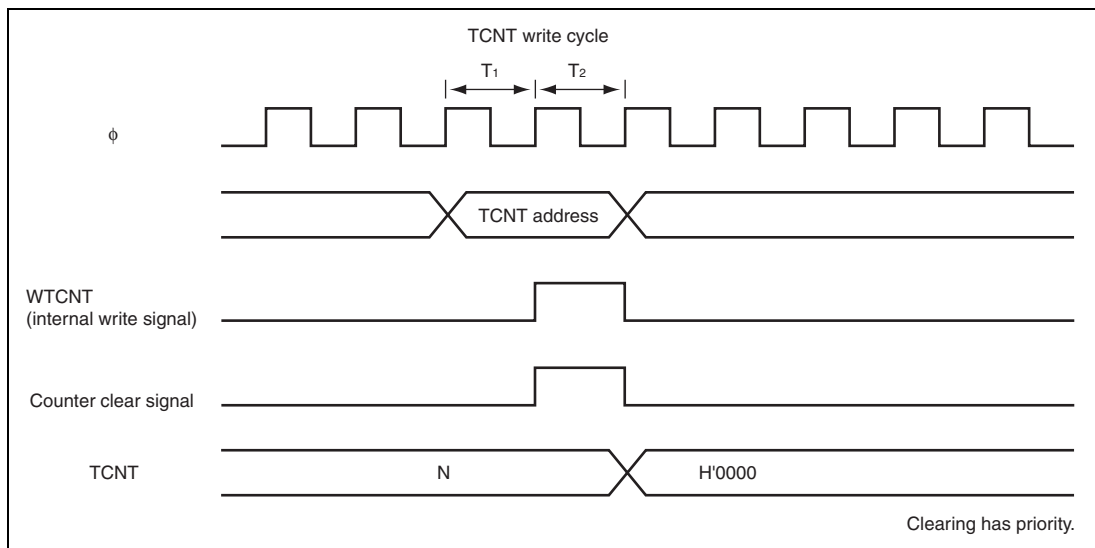 TCNT write cycle
T1 T2
ϕ
TCNT address
WTCNT
(internal write signal)
Counter clear signal
TCNT N H'0000
Clearing has priority.